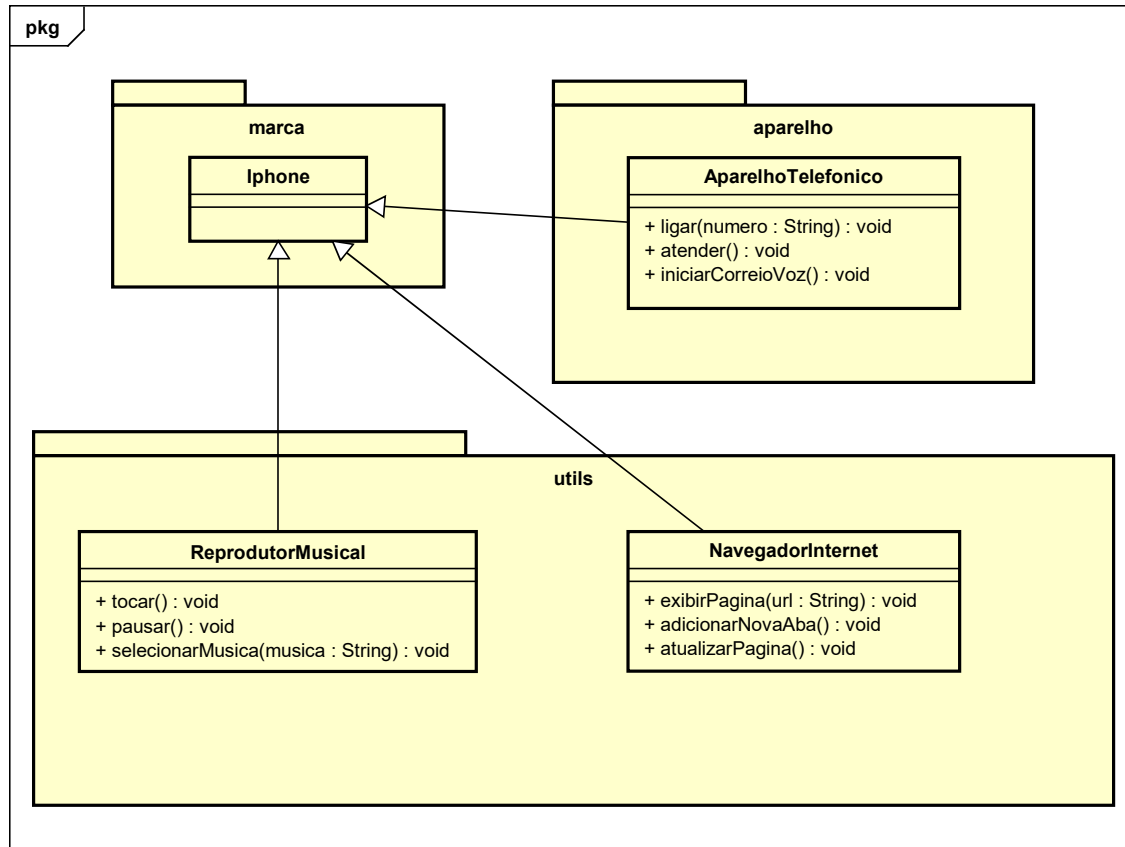 pkg
marca
Iphone
aparelho
AparelhoTelefonico
+ ligar(numero : String) : void
+ atender() : void
+ iniciarCorreioVoz() : void
utils
ReprodutorMusical
+ tocar() : void
+ pausar() : void
+ selecionarMusica(musica : String) : void
NavegadorInternet
+ exibirPagina(url : String) : void
+ adicionarNovaAba() : void
+ atualizarPagina() : void